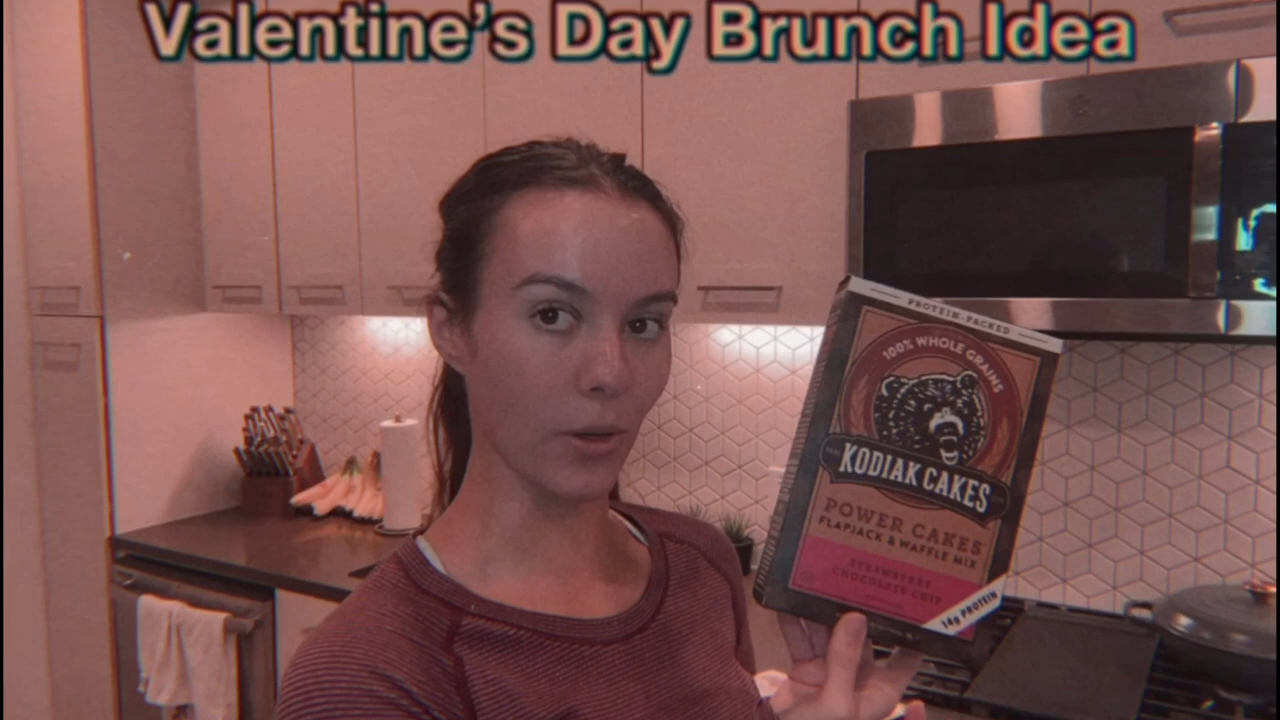 Valentine's Day Brunch Idea
PROTEIN-PACKED
100% WHOLE GRAINS
KODIAK CAKES
POWER CAKES
FLAPJACK & WAFFLE MIX
STRAWBERRY
CHOCOLATE CHIP
14g PROTEIN